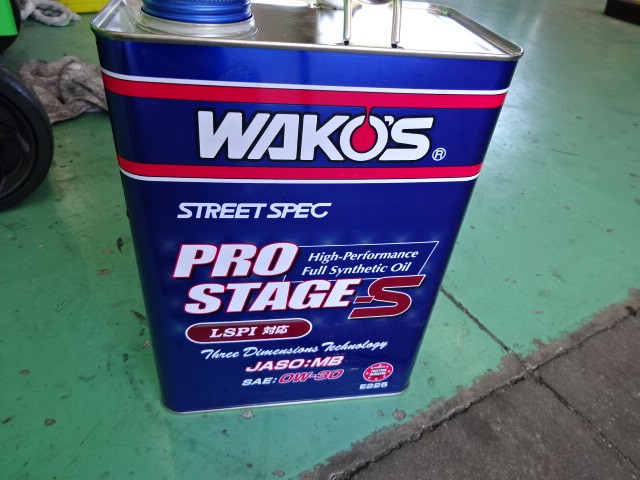 WAKO'S®
STREET SPEC
PRO
STAGE-S
High-Performance
Full Synthetic Oil
LSPI 対応
Three Dimensions Technology
JASO:MB
SAE:0W-30
E225